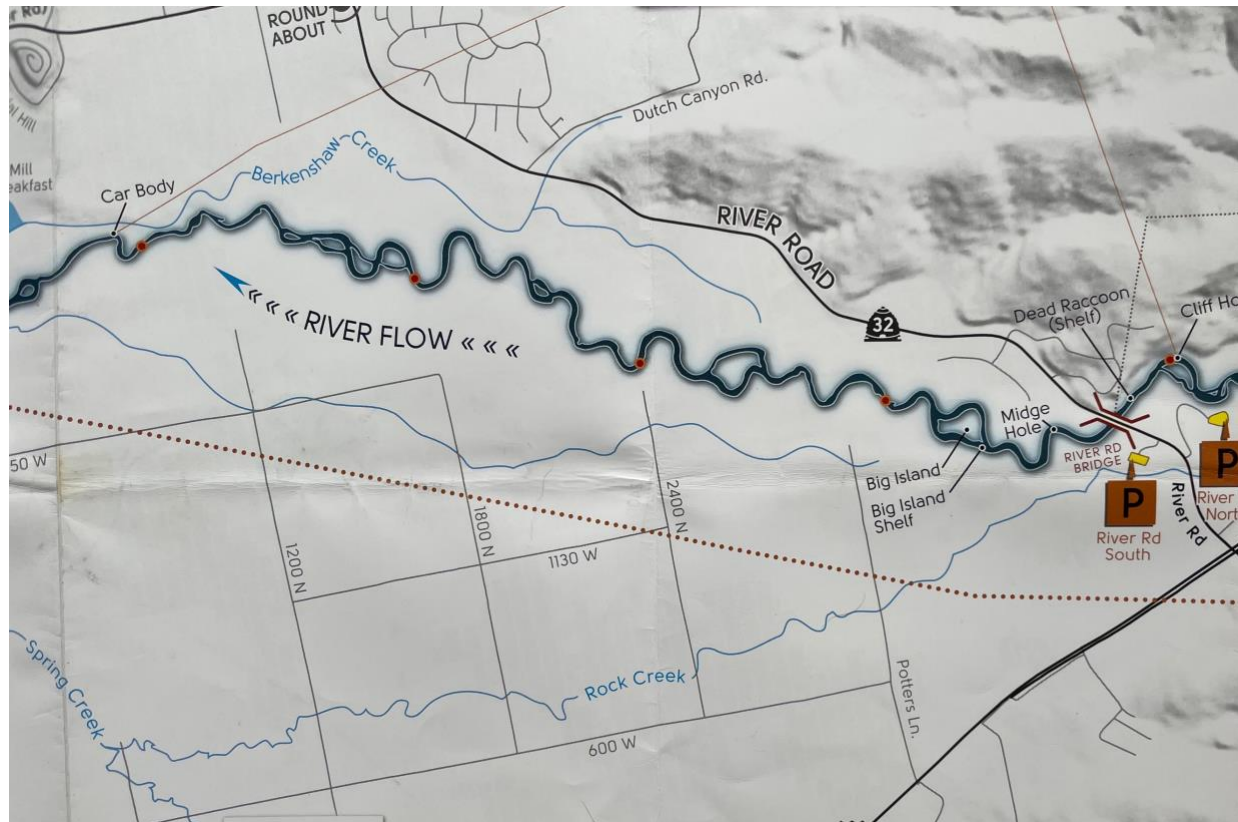 ROUND
ABOUT
Dutch Canyon Rd.
Berkenshaw Creek
Mill
Car Body
RIVER ROAD
32
Dead Raccoon
(Shelf)
Cliff
« « « RIVER FLOW « « «
Midge
Hole
RIVER RD
BRIDGE
Big Island
Big Island
Shelf
P
P
River Rd
South
River
River Rd
50 W
1200 N
1800 N
2400 N
1130 W
Potters Ln.
Spring Creek
Rock Creek
600 W